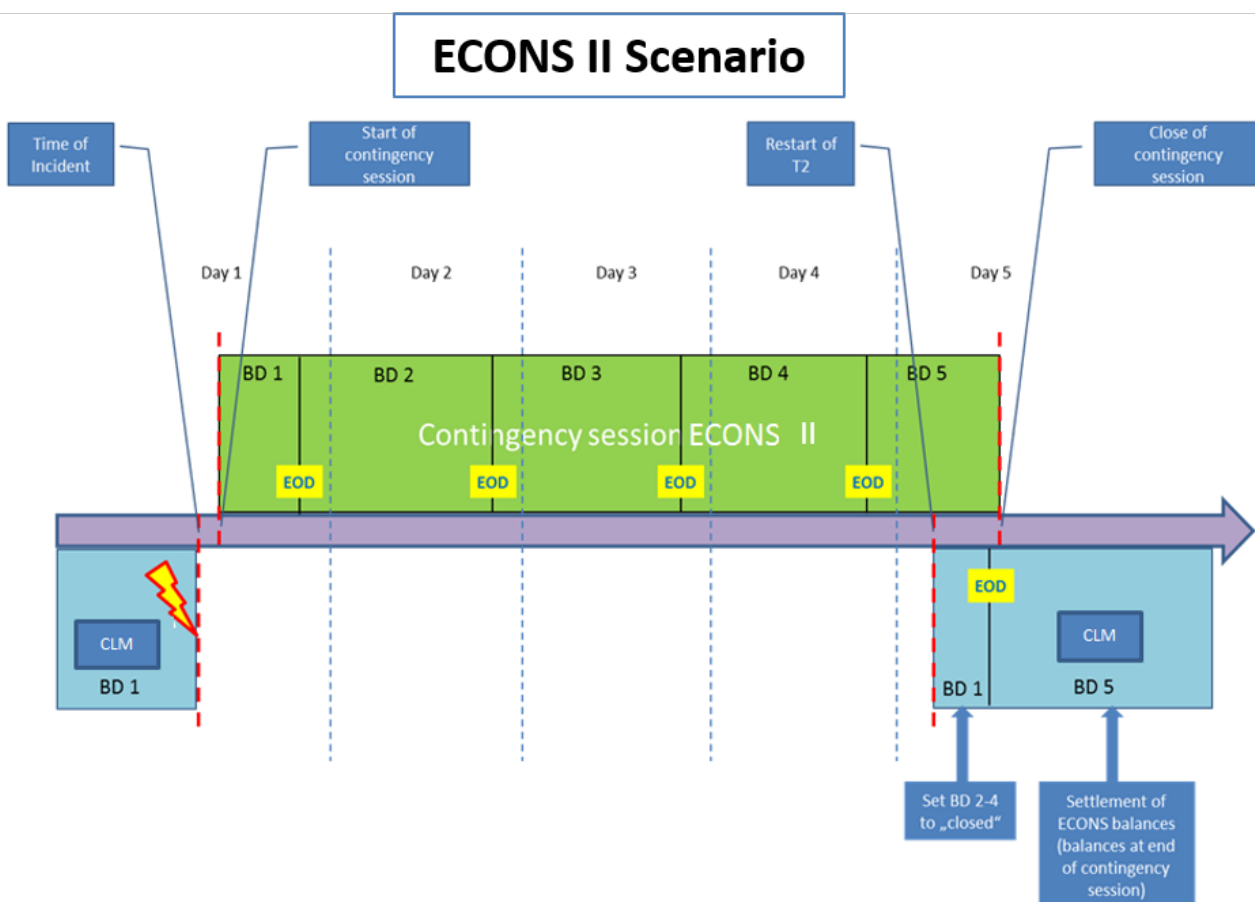 ECONS II Scenario
Time of
Incident
Start of
contingency
session
Restart of
T2
Close of
contingency
session
Day 1
Day 2
Day 3
Day 4
Day 5
BD 1
BD 2
BD 3
BD 4
BD 5
Contingency session ECONS II
EOD
EOD
EOD
EOD
CLM
BD 1
EOD
CLM
BD 1
BD 5
Set BD 2-4
to „closed“
Settlement of
ECONS balances
(balances at end
of contingency
session)